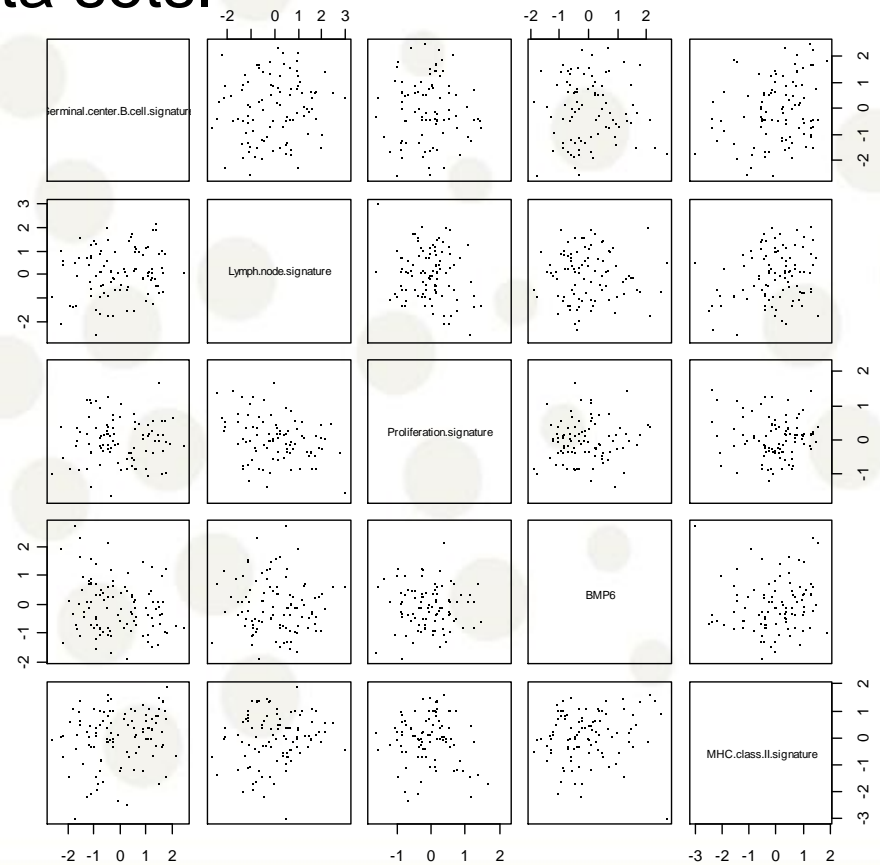 ta sets.
-2 0 1 2 3
-2 -1 0 1 2
Germinal.center.B.cell.signature
-2 -1 0 1 2
-2 0 1 2 3
Lymph.node.signature
Proliferation.signature
-1 0 1 2
-2 -1 0 1 2
BMP6
MHC.class.II.signature
-3 -2 -1 0 1 2
-2 -1 0 1 2
-1 0 1 2
-3 -2 -1 0 1 2